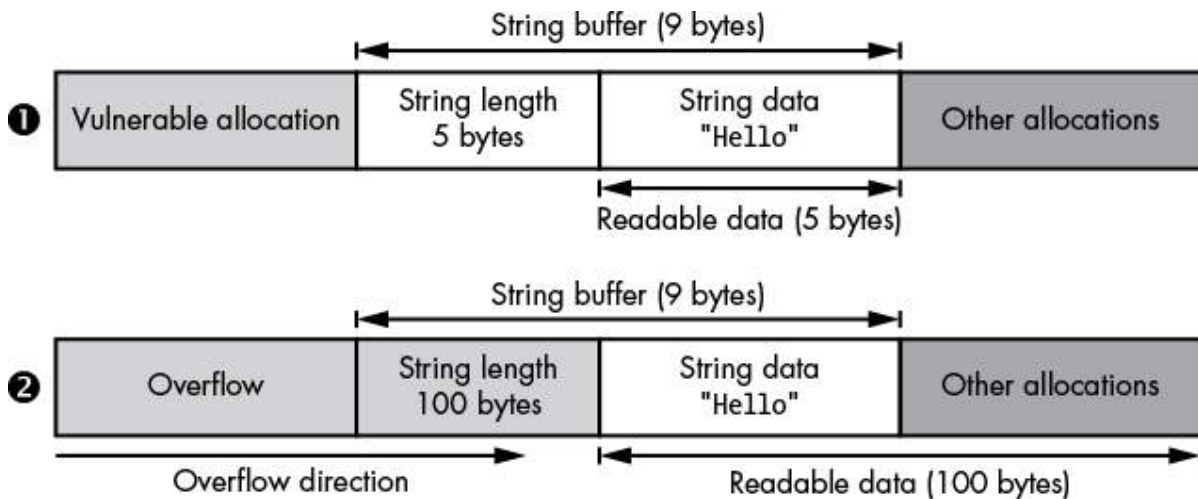 String buffer (9 bytes)
❶
Vulnerable allocation
String length
5 bytes
String data
"Hello"
Other allocations
Readable data (5 bytes)
String buffer (9 bytes)
❷
Overflow
String length
100 bytes
String data
"Hello"
Other allocations
Overflow direction
Readable data (100 bytes)